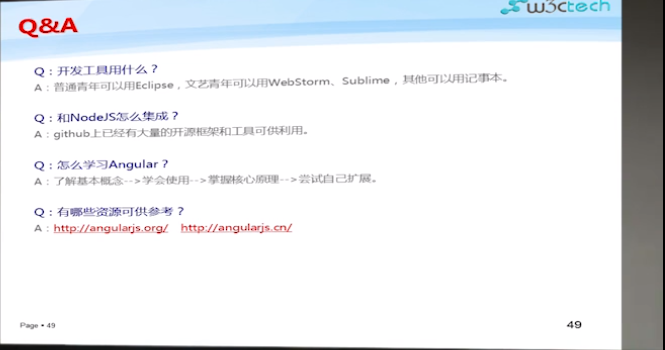 w3ctech
Q&A
Q：开发工具用什么？
A：普通青年可以用Eclipse，文艺青年可以用WebStorm、Sublime，其他可以用记事本。
Q：和NodeJS怎么集成？
A：github上已经有大量的开源框架和工具可供利用。
Q：怎么学习Angular？
A：了解基本概念-->学会使用-->掌握核心原理-->尝试自己扩展。
Q：有哪些资源可供参考？
A：http://angularjs.org/ http://angularjs.cn/
Page ▪ 49
49